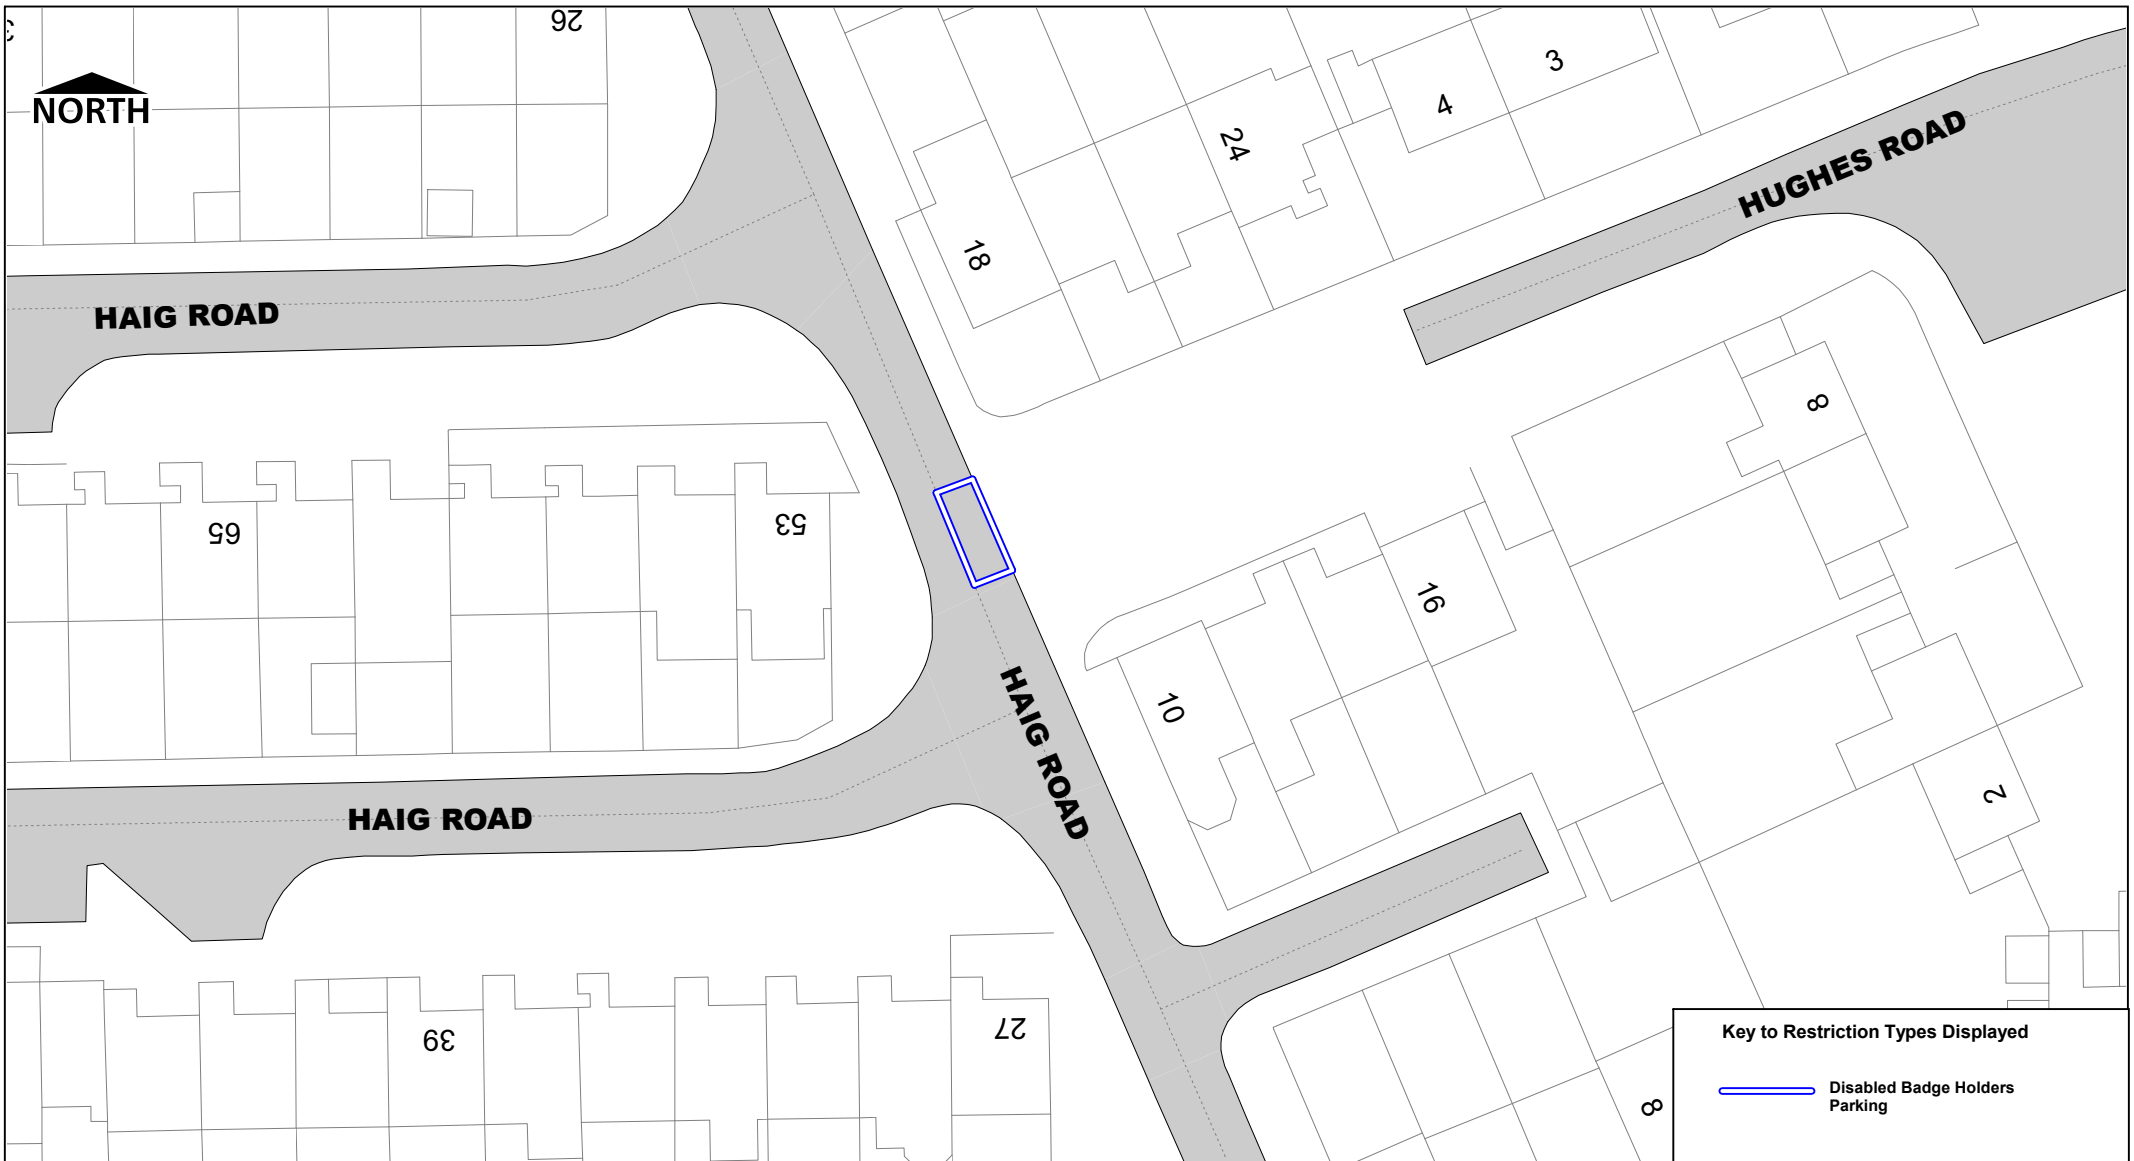 26
NORTH
3
4
24
HUGHES ROAD
18
HAIG ROAD
8
65
53
16
HAIG ROAD
10
2
HAIG ROAD
39
27
Key to Restriction Types Displayed
Disabled Badge Holders
Parking
8